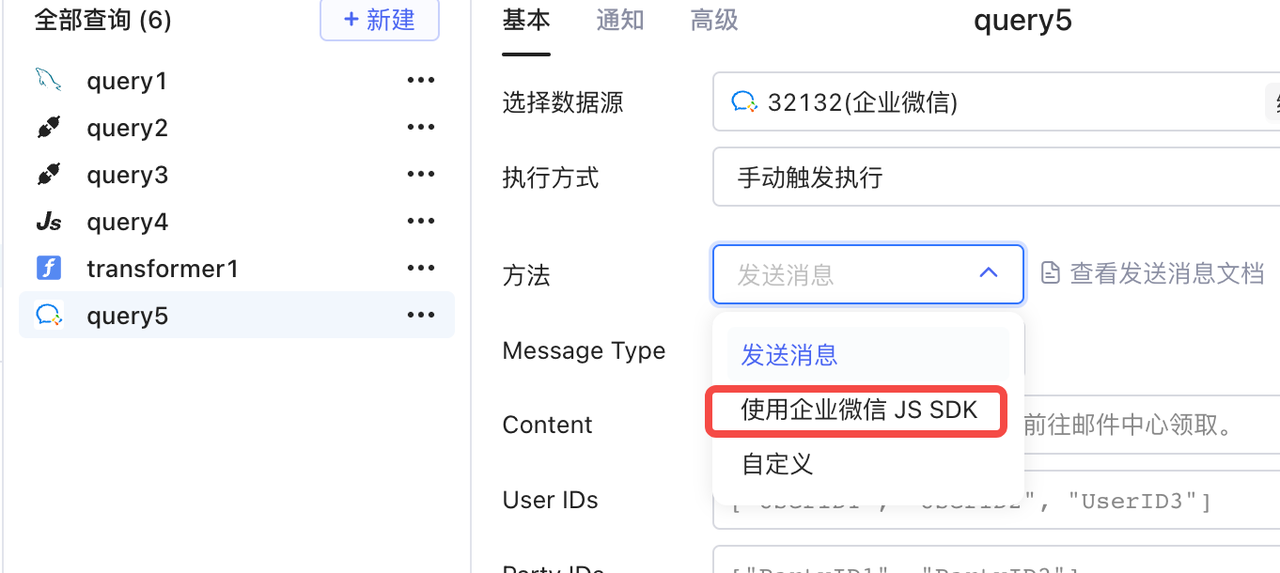 全部查询 (6)
+ 新建
query1
query2
query3
Js query4
transformer1
query5
基本 通知 高级
query5
选择数据源
32132(企业微信)
执行方式
手动触发执行
方法
发送消息
查看发送消息文档
发送消息
使用企业微信 JS SDK
自定义
Message Type
Content
前往邮件中心领取。
User IDs
"UserID3"]